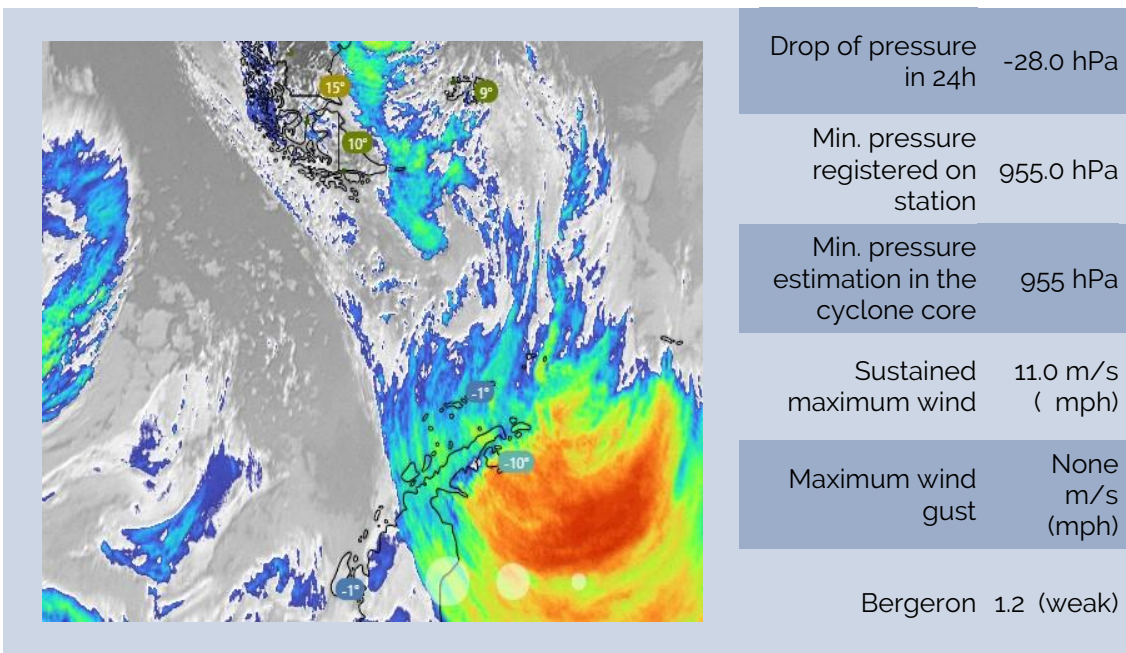 15°
9°
10°
-1°
-10°
-1°
Drop of pressure
in 24h
-28.0 hPa
Min. pressure
registered on
station
955.0 hPa
Min. pressure
estimation in the
cyclone core
955 hPa
Sustained
maximum wind
11.0 m/s
( mph)
Maximum wind
gust
None
m/s
(mph)
Bergeron
1.2 (weak)